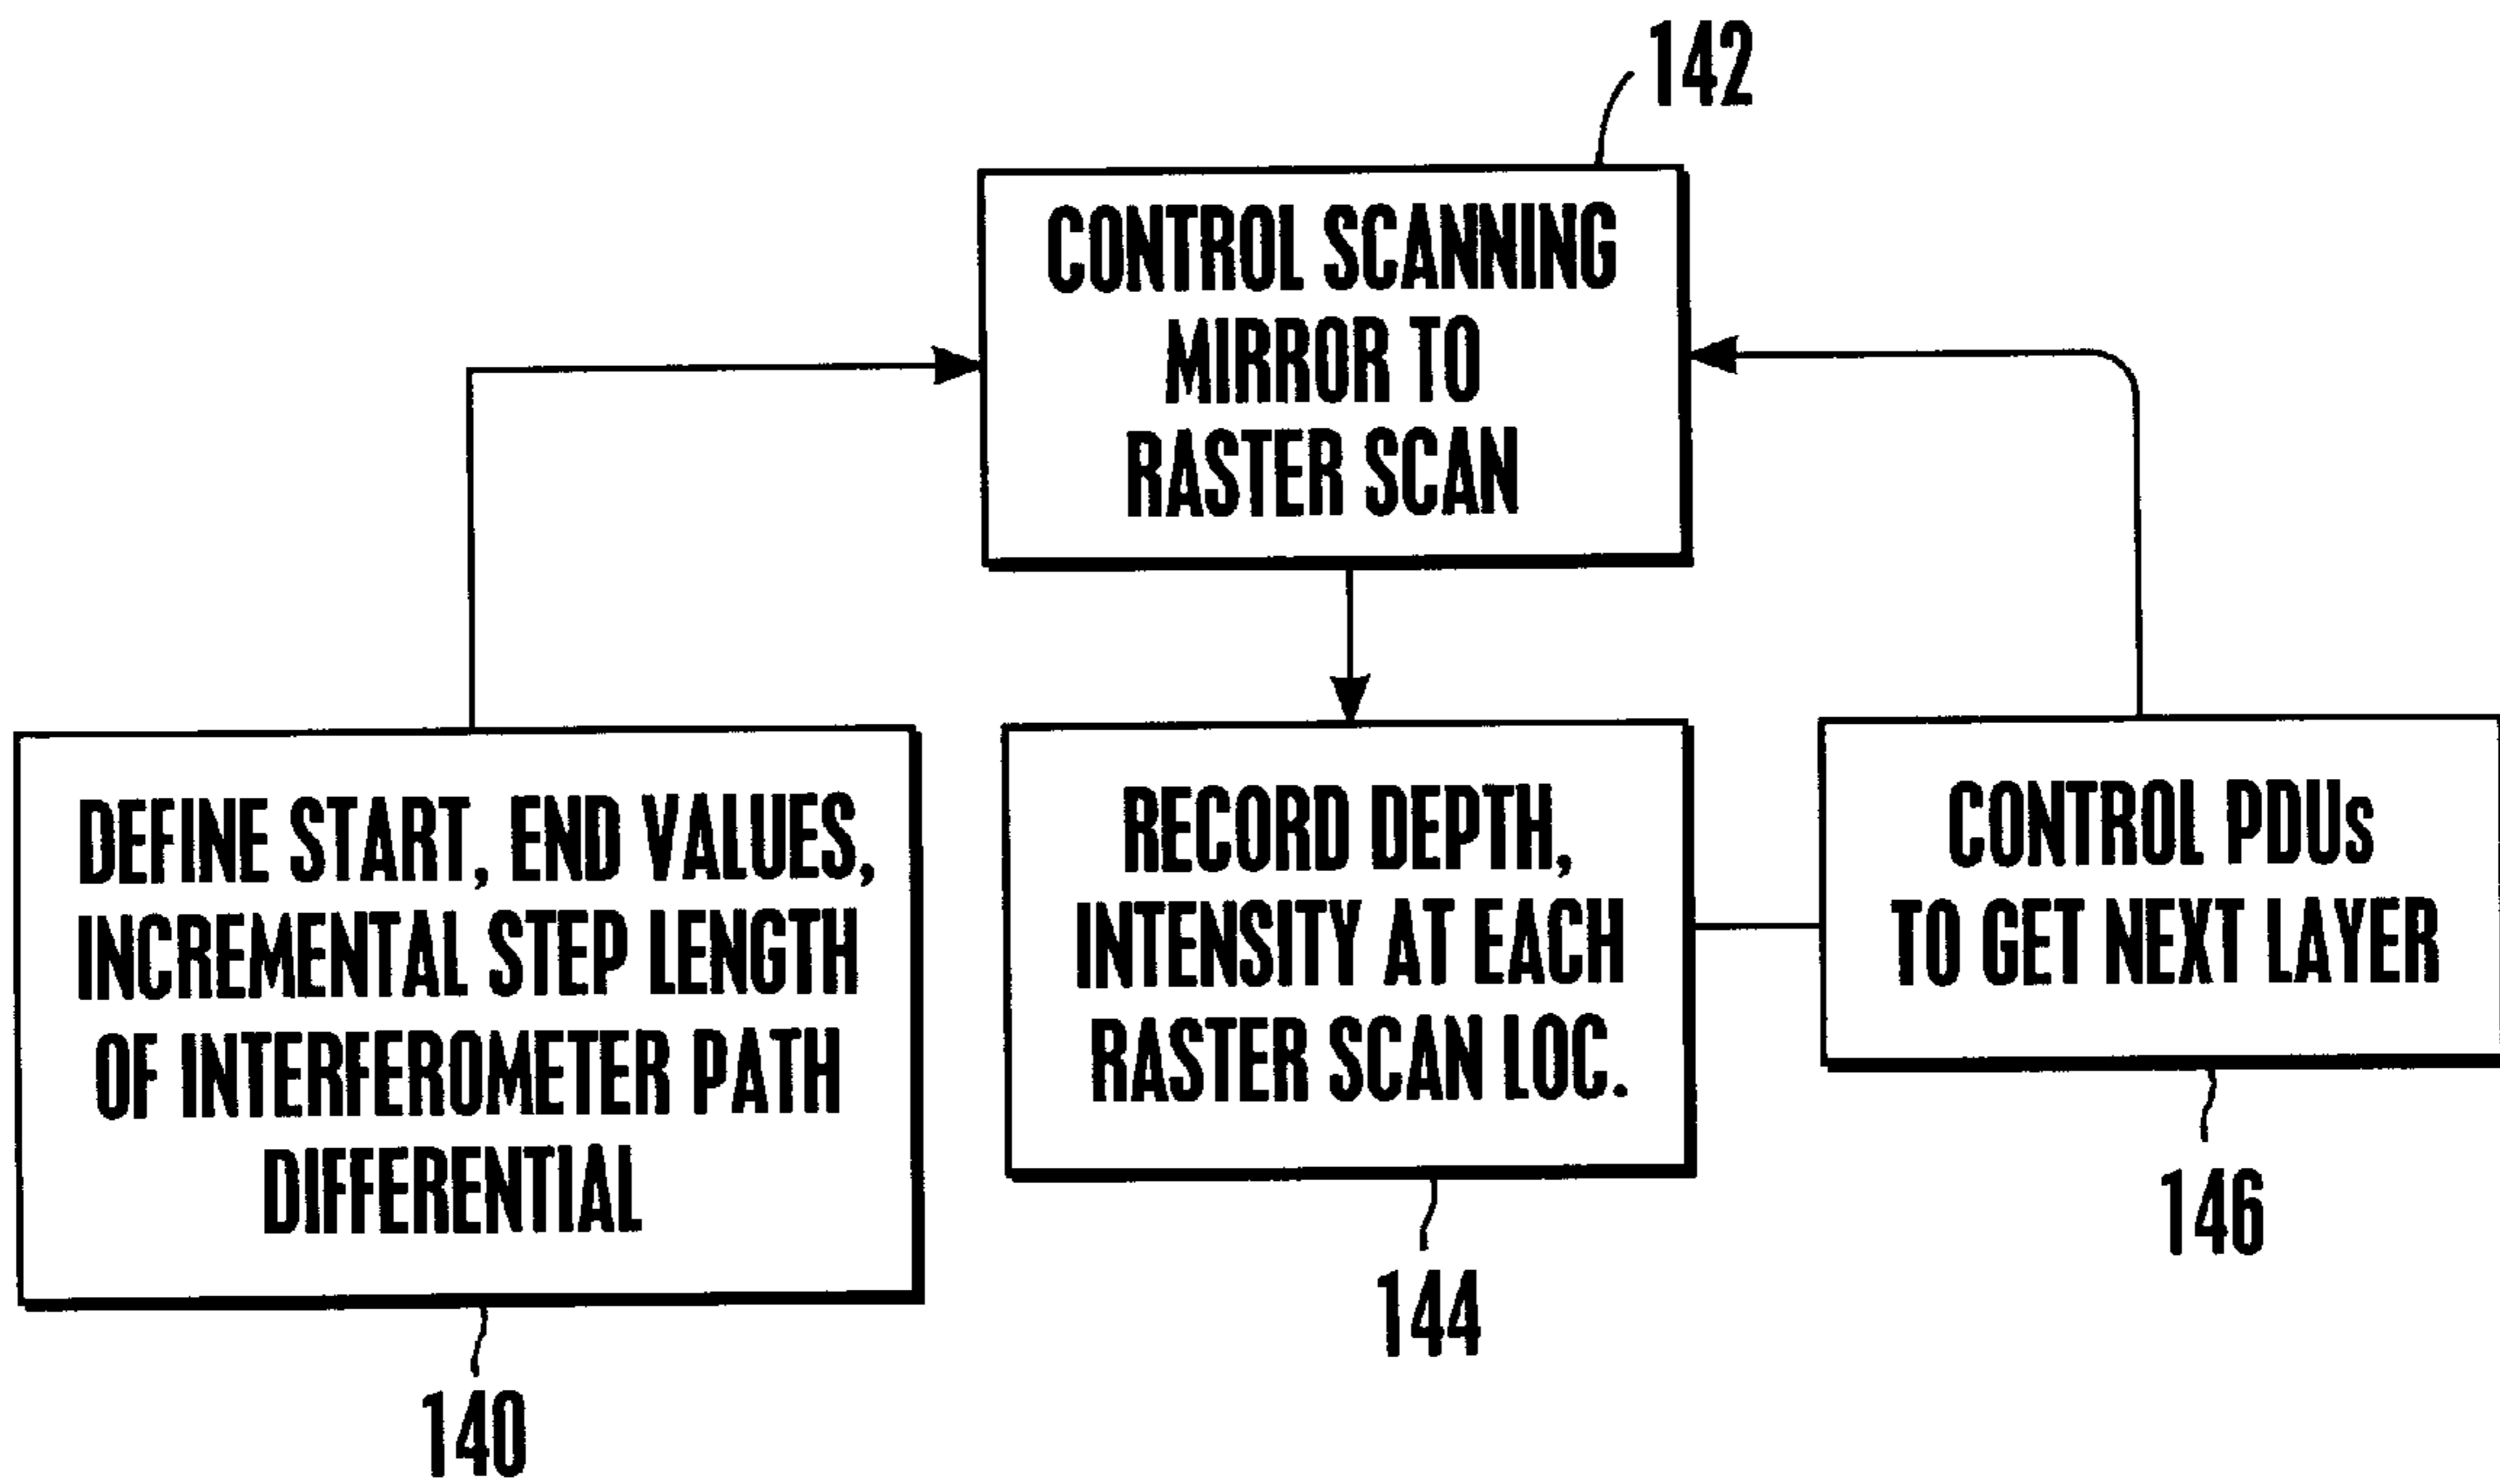 142
CONTROL SCANNING
MIRROR TO
RASTER SCAN
DEFINE START, END VALUES,
INCREMENTAL STEP LENGTH
OF INTERFEROMETER PATH
DIFFERENTIAL
140
RECORD DEPTH,
INTENSITY AT EACH
RASTER SCAN LOC.
144
CONTROL PDUs
TO GET NEXT LAYER
146